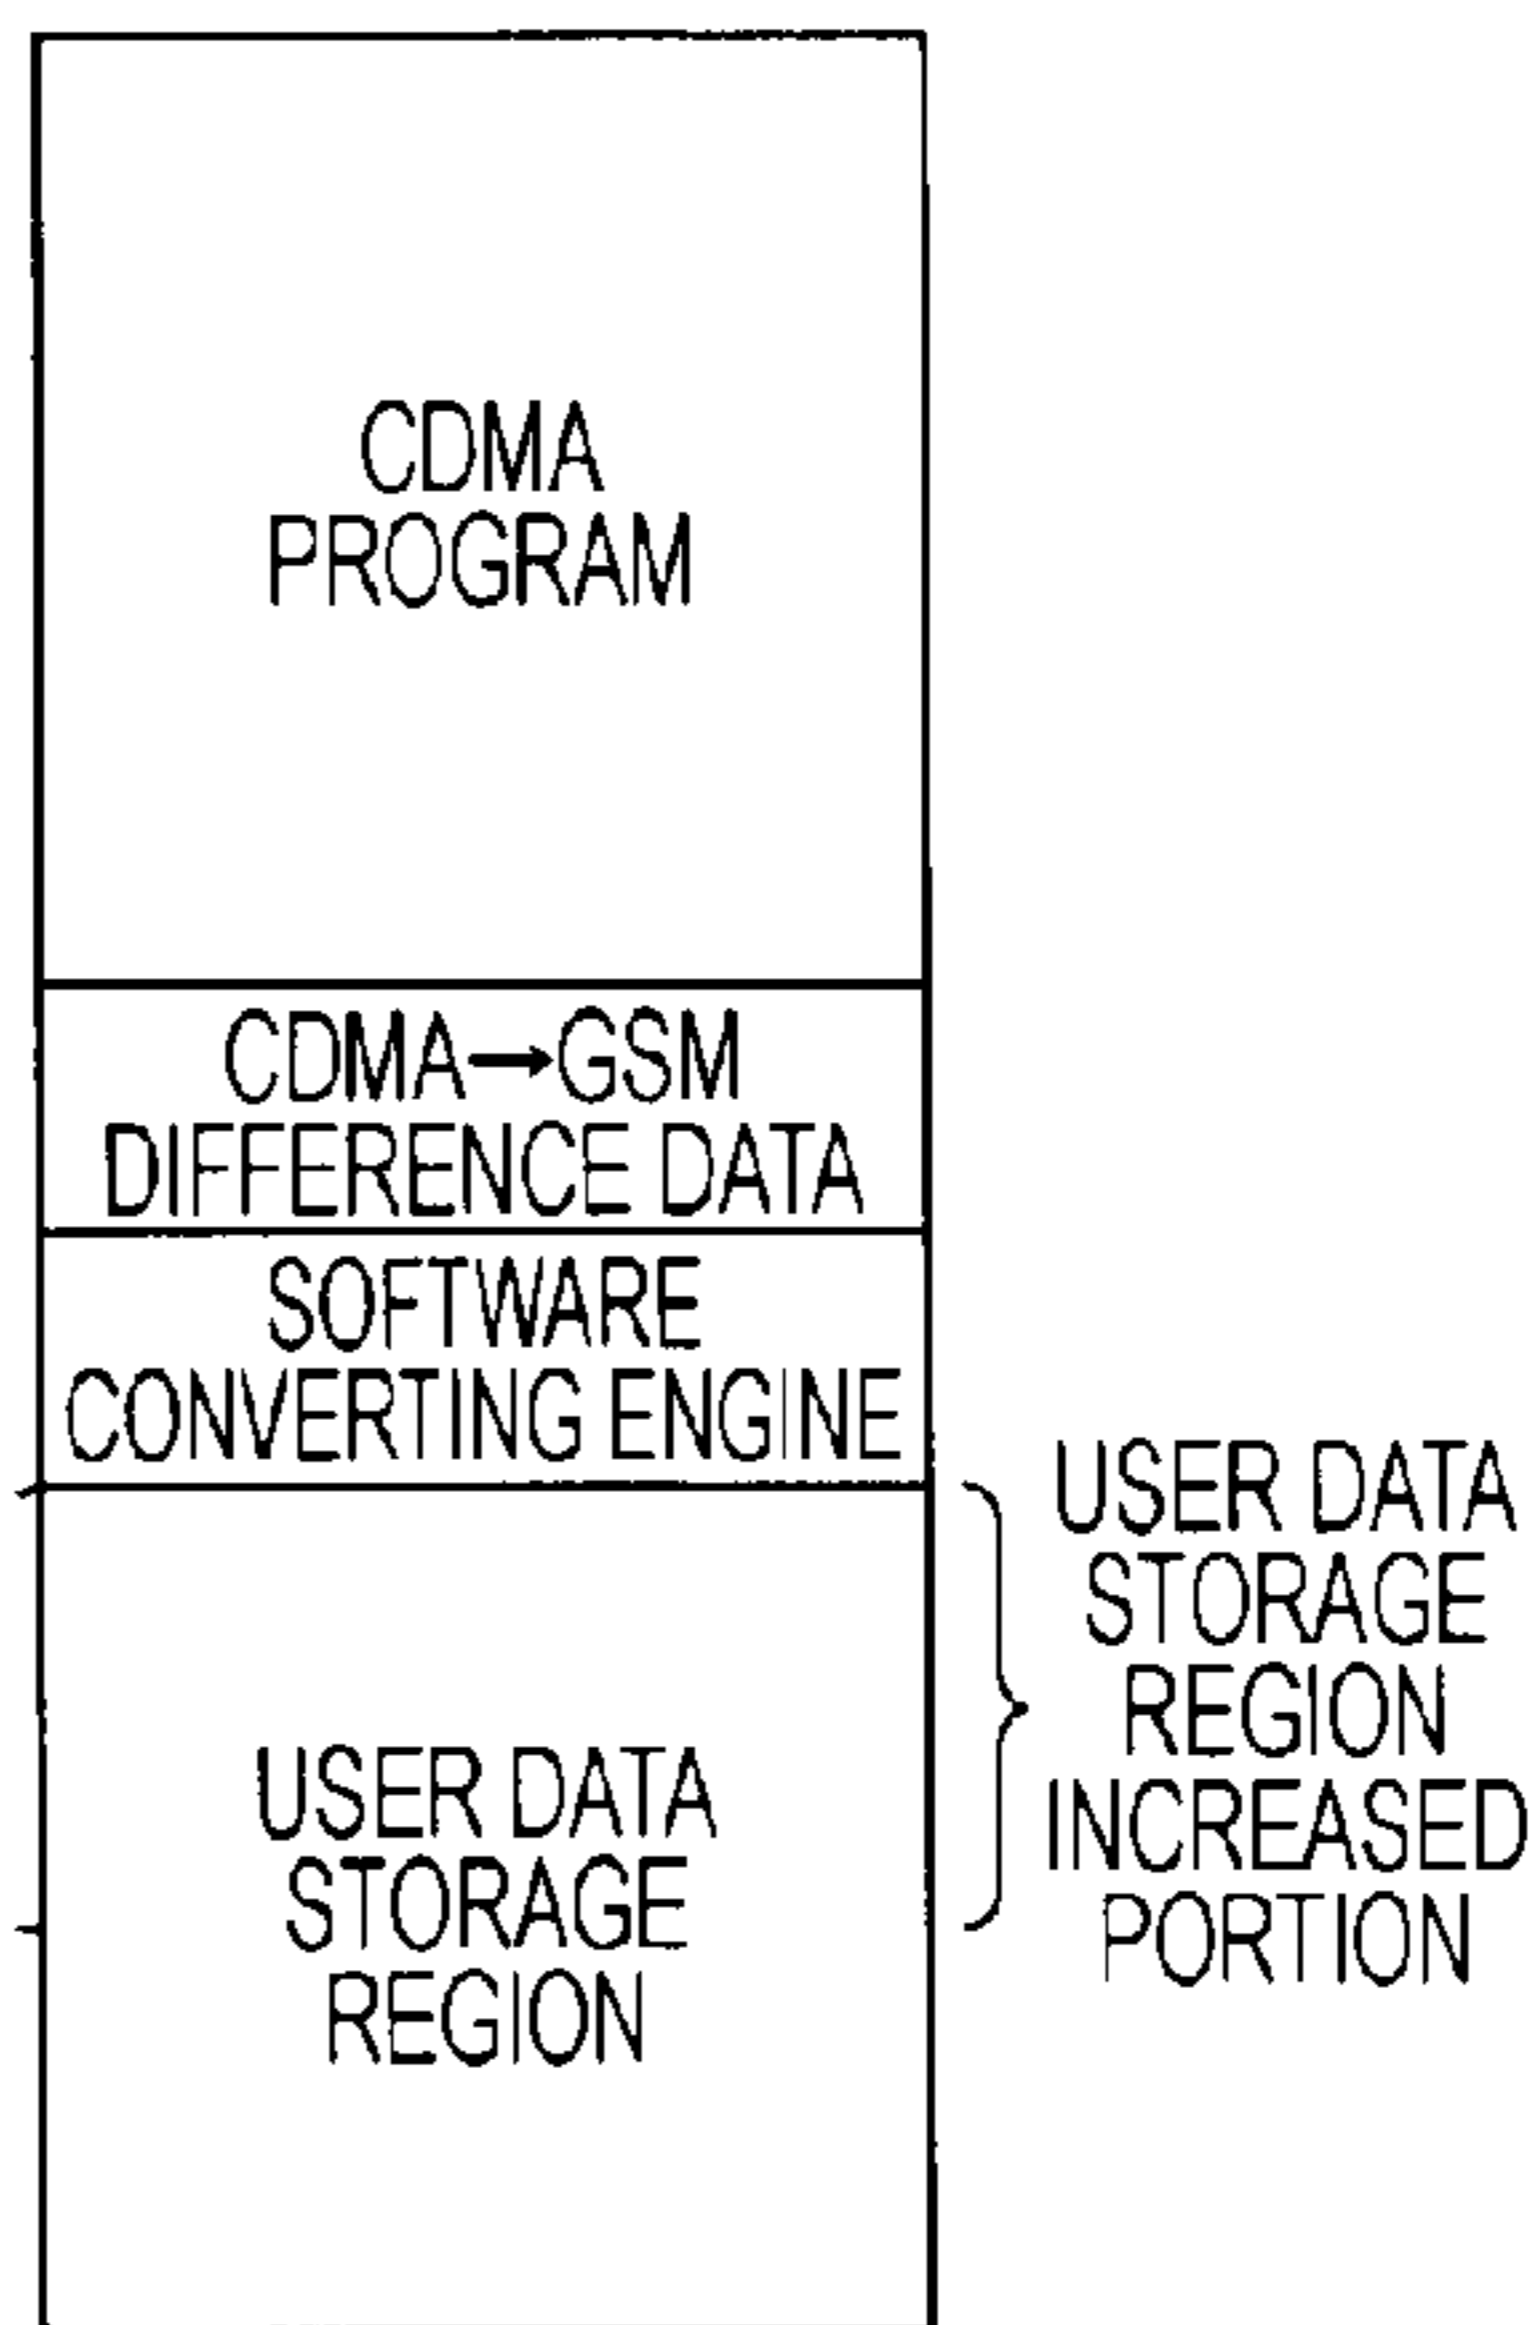 CDMA
PROGRAM
CDMA→GSM
DIFFERENCE DATA
SOFTWARE
CONVERTING ENGINE
USER DATA
STORAGE
REGION
USER DATA
STORAGE
REGION
INCREASED
PORTION